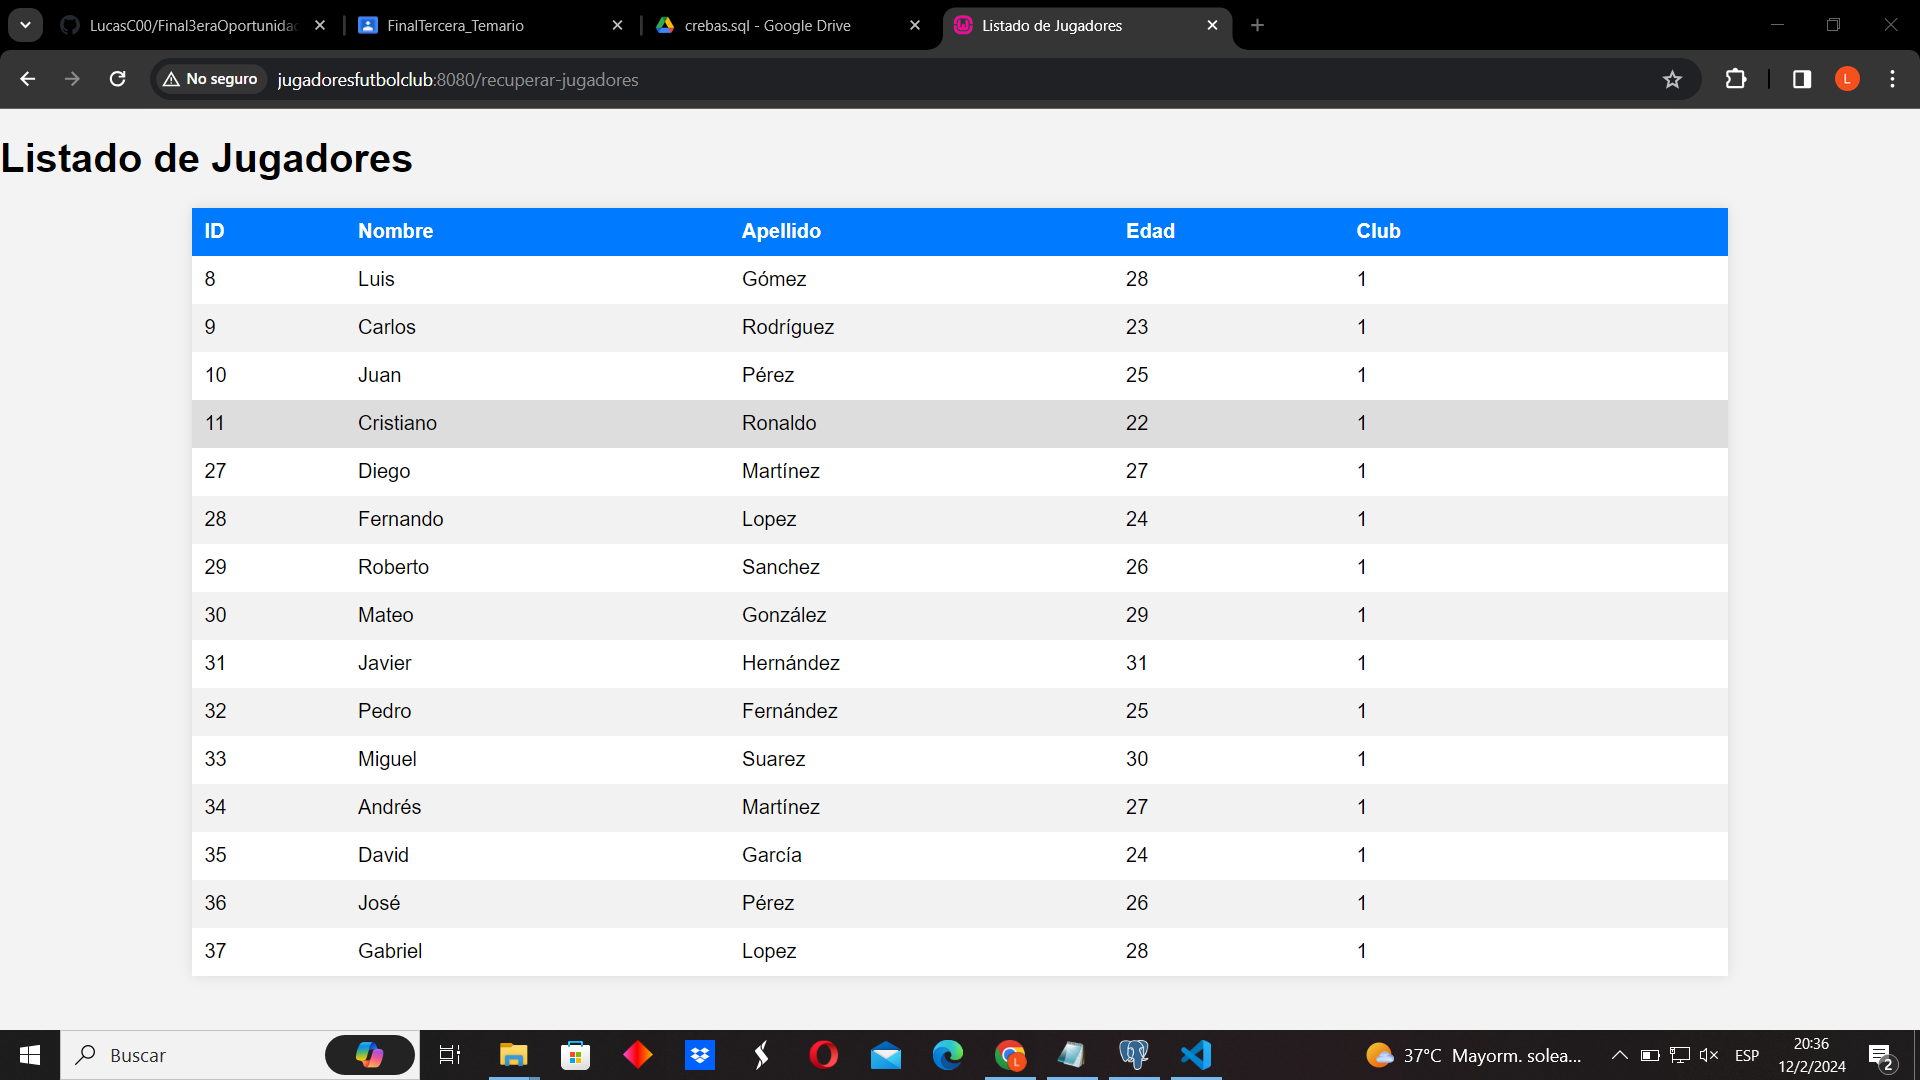 LucasC00/Final3eraOportunidad
FinalTercera_Temario
crebas.sql - Google Drive
Listado de Jugadores
No seguro
jugadoresfutbolclub:8080/recuperar-jugadores
L
Listado de Jugadores
ID Nombre Apellido Edad Club
8 Luis Gómez 28 1
9 Carlos Rodríguez 23 1
10 Juan Pérez 25 1
11 Cristiano Ronaldo 22 1
27 Diego Martínez 27 1
28 Fernando Lopez 24 1
29 Roberto Sanchez 26 1
30 Mateo González 29 1
31 Javier Hernández 31 1
32 Pedro Fernández 25 1
33 Miguel Suarez 30 1
34 Andrés Martínez 27 1
35 David García 24 1
36 José Pérez 26 1
37 Gabriel Lopez 28 1
Buscar
L
37°C Mayorm. solea...
ESP
20:36
12/2/2024
2